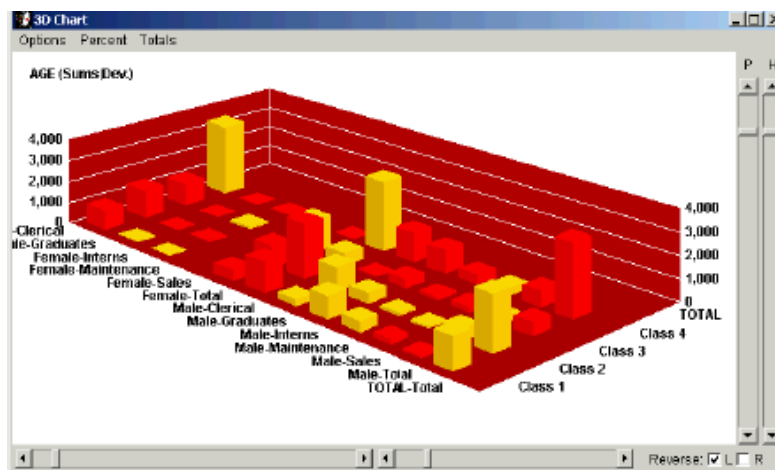 3D Chart
Options Percent Totals
P H
AGE (Sums|Dev.)
4,000
3,000
2,000
1,000
0
-Clerical
ale-Graduates
Female-Interns
Female-Maintenance
Female-Sales
Female-Total
Male-Clerical
Male-Graduates
Male-Interns
Male-Maintenance
Male-Sales
Male-Total
TOTAL-Total
4,000
3,000
2,000
1,000
0
TOTAL
Class 4
Class 3
Class 2
Class 1
Reverse: L R